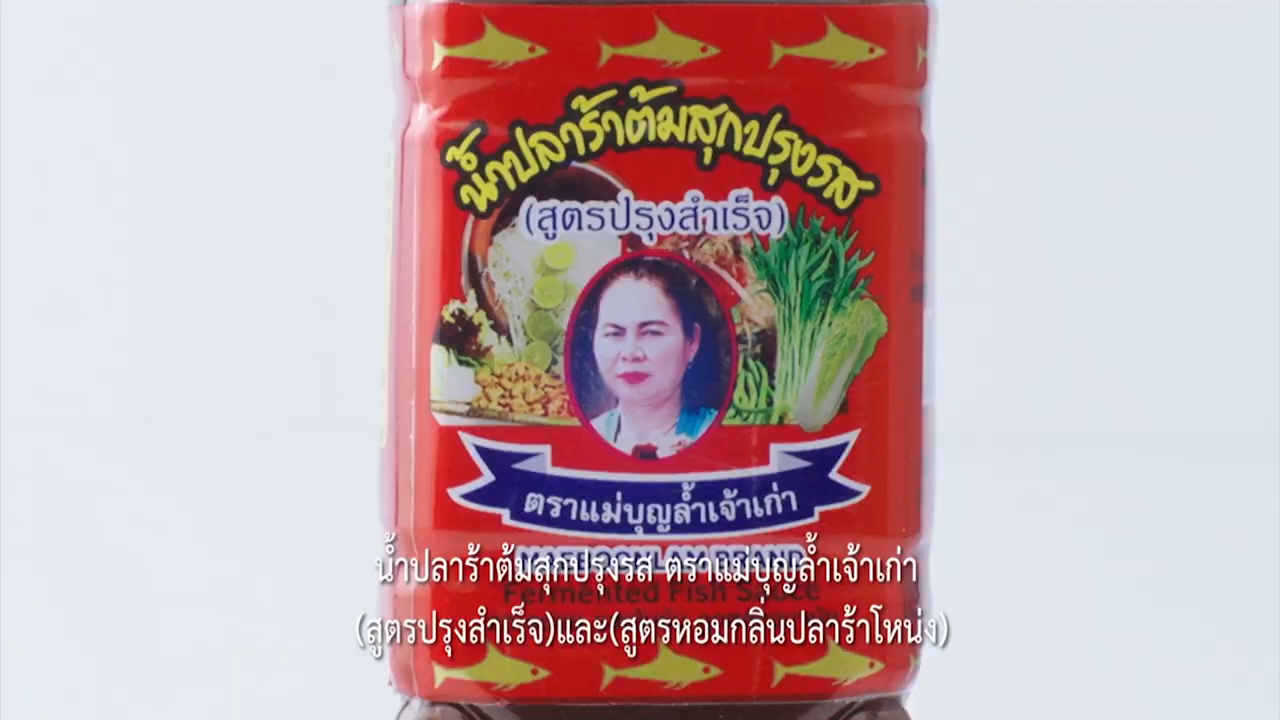 น้ำปลาร้าต้มสุกปรุงรส
(สูตรปรุงสำเร็จ)
ตราแม่บุญล้ำเจ้าเก่า
น้ำปลาร้าต้มสุกปรุงรส ตราแม่บุญล้ำเจ้าเก่า
Fermented Fish Sauce
(สูตรปรุงสำเร็จ)และ(สูตรหอมกลิ่นปลาร้าโหน่ง)